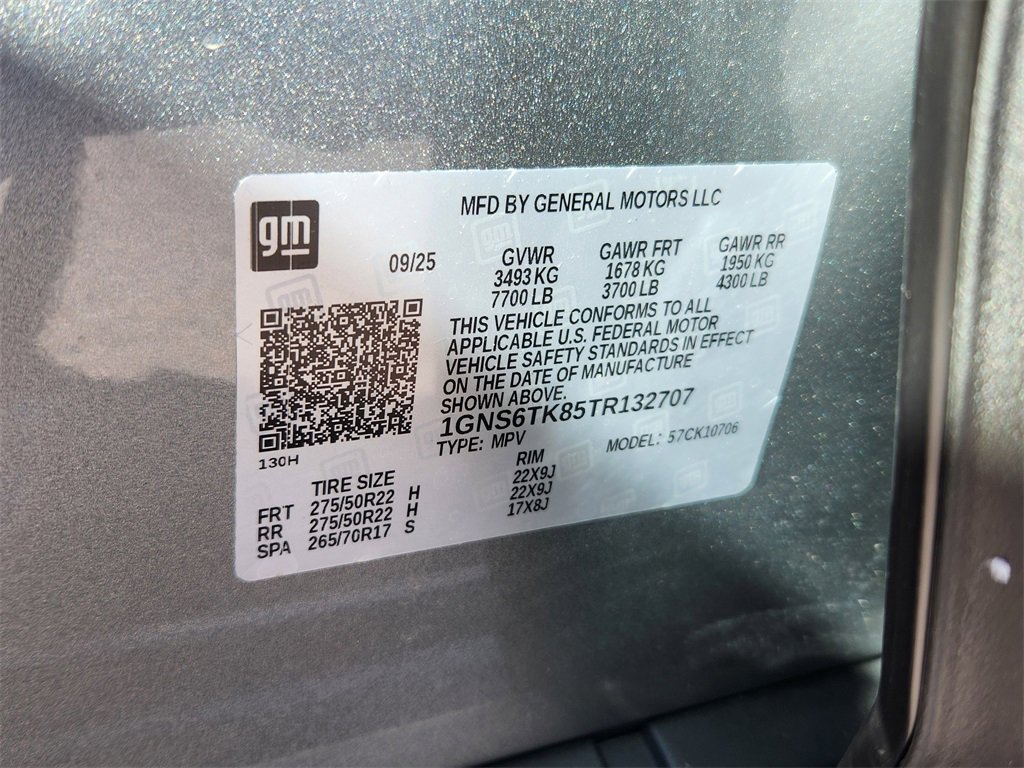 gm
MFD BY GENERAL MOTORS LLC
09/25
GVWR GAWR FRT GAWR RR
3493 KG 1678 KG 1950 KG
7700 LB 3700 LB 4300 LB
THIS VEHICLE CONFORMS TO ALL
APPLICABLE U.S. FEDERAL MOTOR
VEHICLE SAFETY STANDARDS IN EFFECT
ON THE DATE OF MANUFACTURE
SHOWN ABOVE.
1GNS6TK85TR132707
TYPE: MPV MODEL: 57CK10706
130H
TIRE SIZE RIM
FRT 275/50R22 H 22X9J
RR 275/50R22 H 22X9J
SPA 265/70R17 S 17X8J